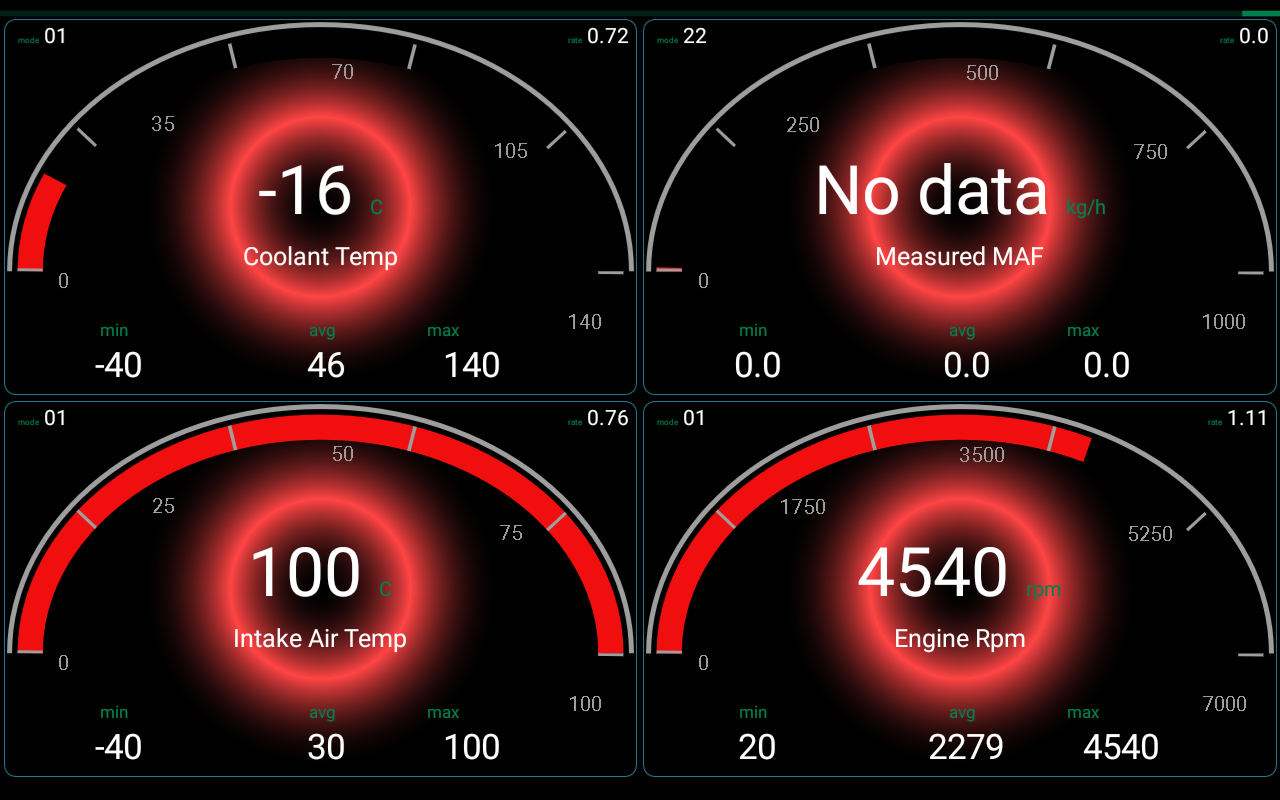 mode 01 rate 0.72
70
35
105
-16 C
Coolant Temp
0
140
min avg max
-40 46 140
mode 22 rate 0.0
500
250
750
No data kg/h
Measured MAF
0
1000
min avg max
0.0 0.0 0.0
mode 01 rate 0.76
50
25
75
100 C
Intake Air Temp
0
100
min avg max
-40 30 100
mode 01 rate 1.11
3500
1750
5250
4540 rpm
Engine Rpm
0
7000
min avg max
20 2279 4540